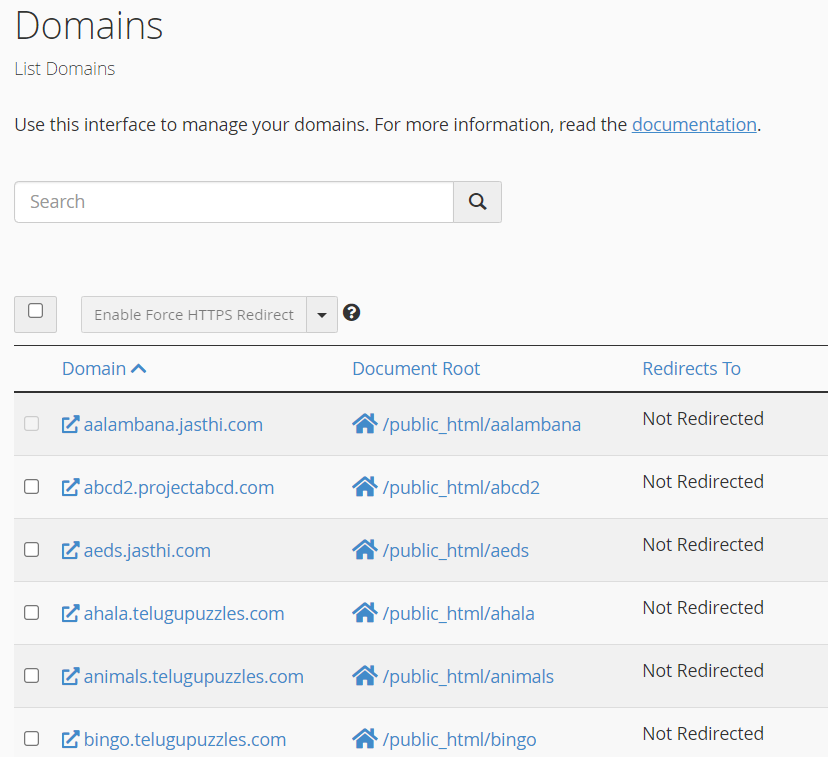 Domains
List Domains
Use this interface to manage your domains. For more information, read the documentation.
Search
Enable Force HTTPS Redirect
Domain Document Root Redirects To
aalambana.jasthi.com /public_html/aalambana Not Redirected
abcd2.projectabcd.com /public_html/abcd2 Not Redirected
aeds.jasthi.com /public_html/aeds Not Redirected
ahala.telugupuzzles.com /public_html/ahala Not Redirected
animals.telugupuzzles.com /public_html/animals Not Redirected
bingo.telugupuzzles.com /public_html/bingo Not Redirected